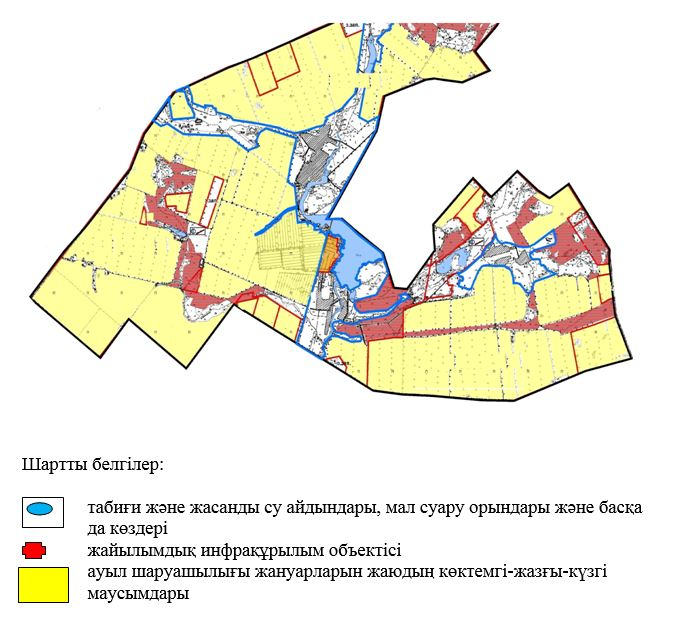 Шартты белгілер:
табиғи және жасанды су айдындары, мал суару орындары және басқа
да көздері
жайылымдық инфрақұрылым объектісі
ауыл шаруашылығы жануарларын жаюдың көктемгі-жазғы-күзгі
маусымдары